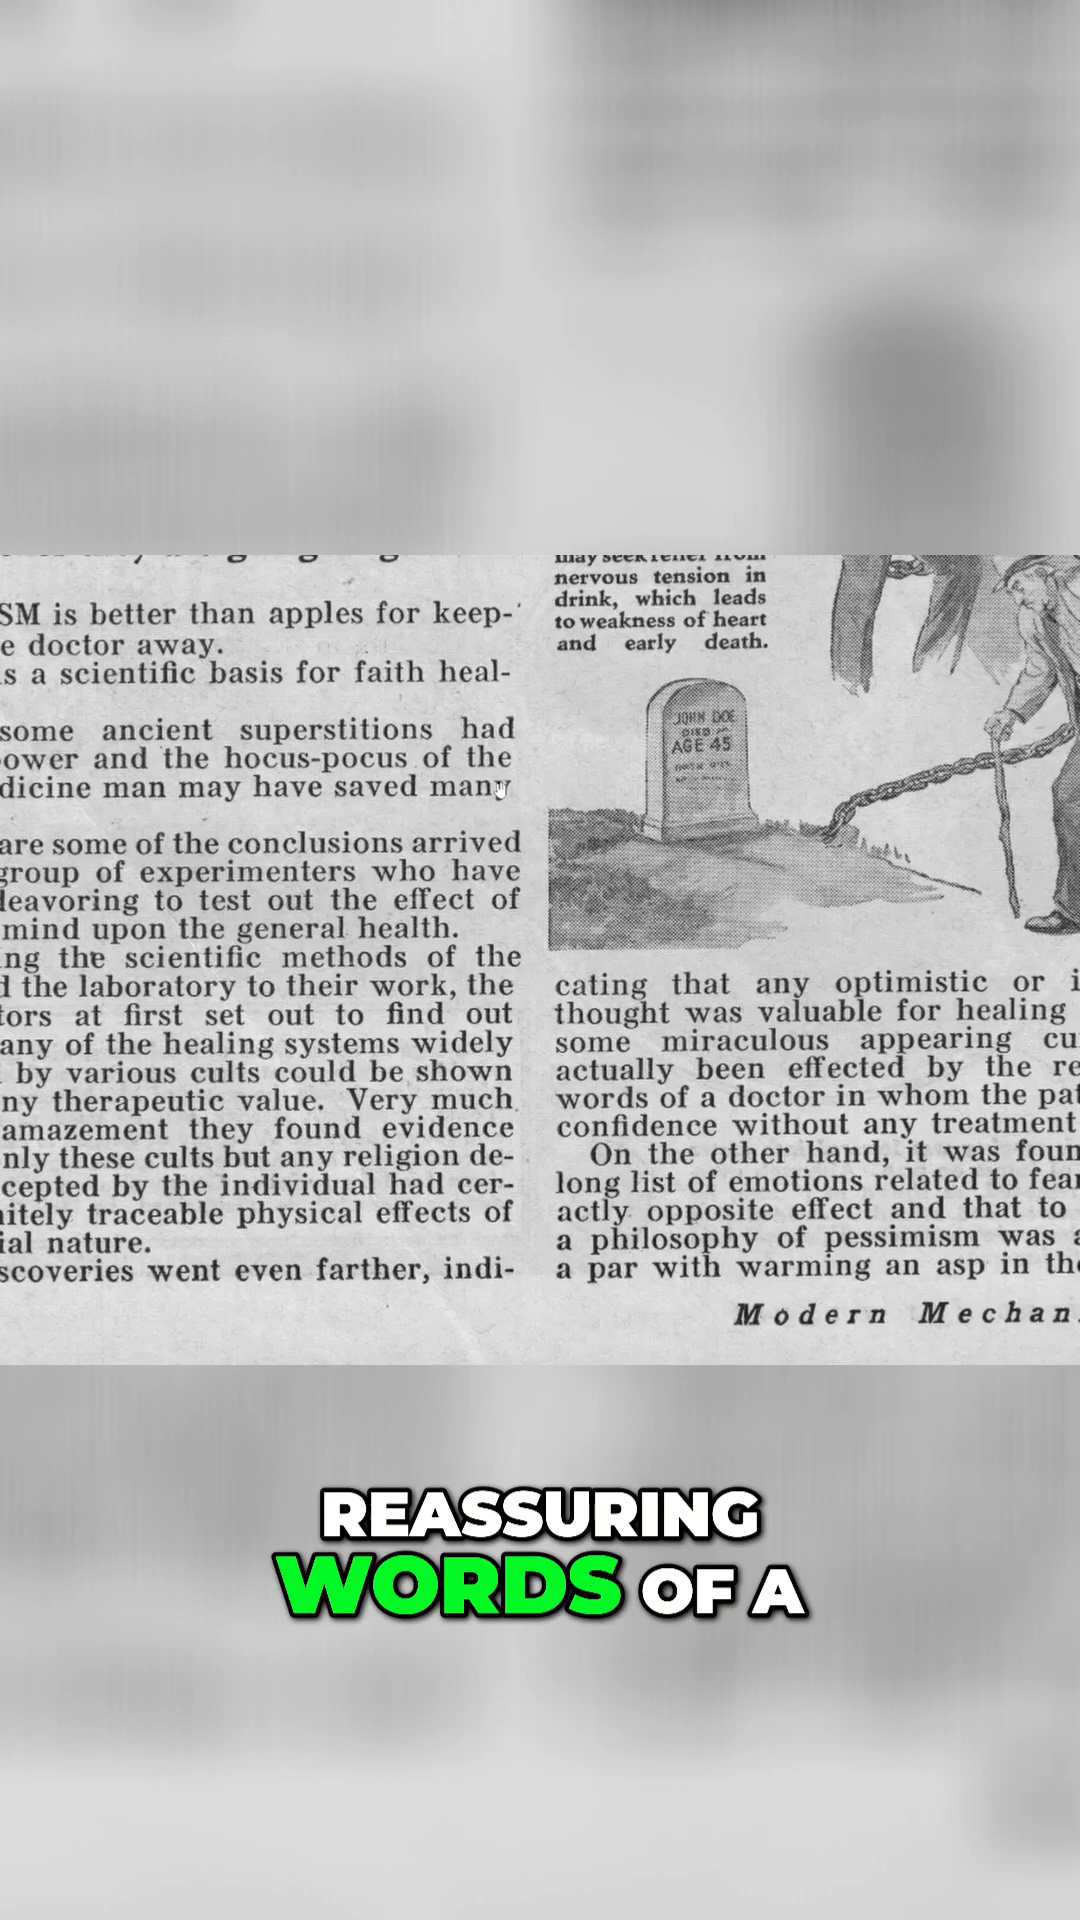 SM is better than apples for keep-
e doctor away.
s a scientific basis for faith heal-
some ancient superstitions had
ower and the hocus-pocus of the
dicine man may have saved many
are some of the conclusions arrived
group of experimenters who have
deavoring to test out the effect of
mind upon the general health.
ing the scientific methods of the
d the laboratory to their work, the
tors at first set out to find out
any of the healing systems widely
by various cults could be shown
ny therapeutic value. Very much
amazement they found evidence
nly these cults but any religion de-
cepted by the individual had cer-
nitely traceable physical effects of
ial nature.
scoveries went even farther, indi-
may seek relief from
nervous tension in
drink, which leads
to weakness of heart
and early death.
JOHN DOE
DIED
AGE 45
cating that any optimistic or i
thought was valuable for healing
some miraculous appearing cu
actually been effected by the re
words of a doctor in whom the pat
confidence without any treatment
On the other hand, it was foun
long list of emotions related to fear
actly opposite effect and that to
a philosophy of pessimism was a
a par with warming an asp in the
Modern Mechan
REASSURING
WORDS OF A